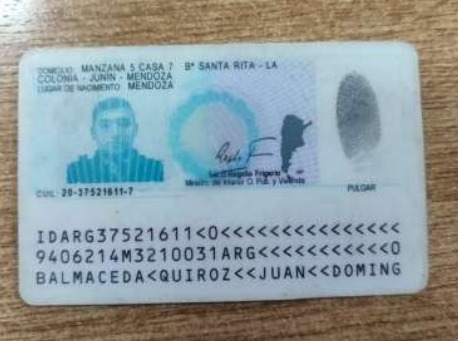 DOMICILIO: MANZANA 5 CASA 7 Bº SANTA RITA - LA
COLONIA - JUNIN - MENDOZA
LUGAR DE NACIMIENTO: MENDOZA
Lic. Rogelio Frigerio
Ministro del Interior O. Púb. y Vivienda
CUIL: 20-37521611-7
PULGAR
IDARG37521611<0<<<<<<<<<<<<<<<
9406214M3210031ARG<<<<<<<<<<<0
BALMACEDA<QUIROZ<<JUAN<<DOMING